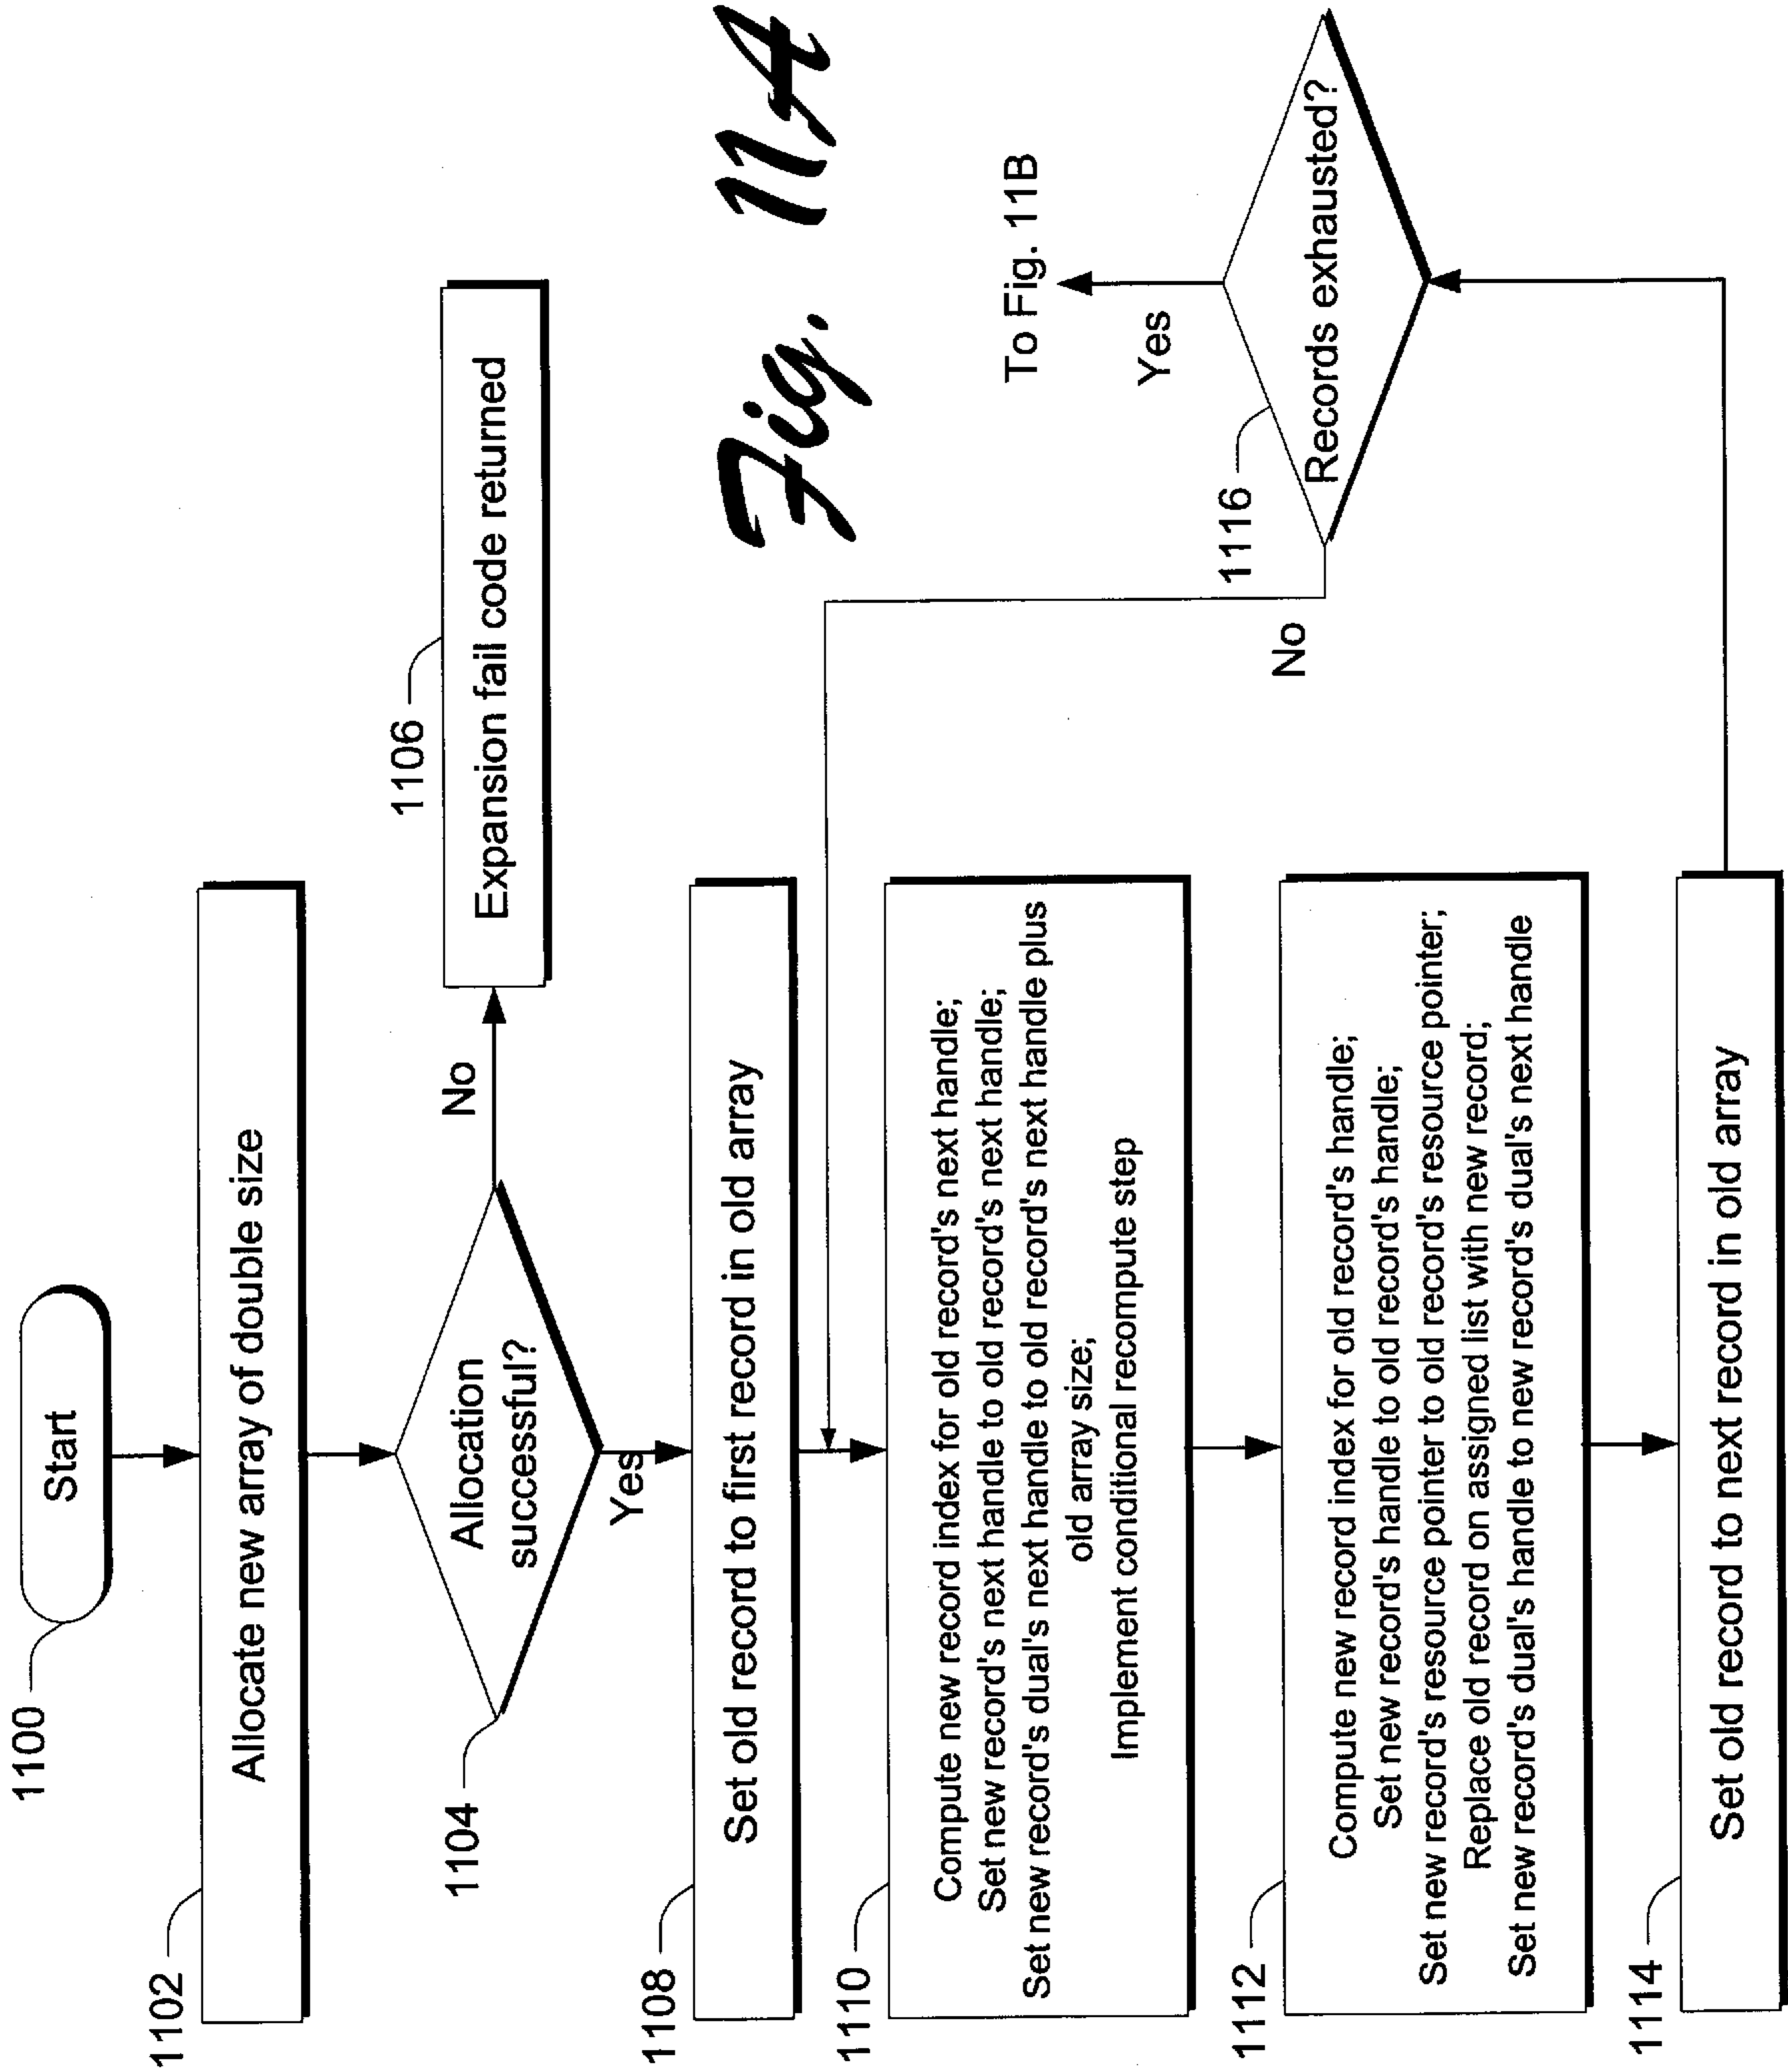 1100
Start
1102
Allocate new array of double size
1104
Allocation
successful?
No
1106
Expansion fail code returned
Yes
1108
Set old record to first record in old array
1110
Compute new record index for old record's next handle;
Set new record's next handle to old record's next handle;
Set new record's dual's next handle to old record's next handle plus
old array size;
Implement conditional recompute step
1112
Compute new record index for old record's handle;
Set new record's handle to old record's handle;
Set new record's resource pointer to old record's resource pointer;
Replace old record on assigned list with new record;
Set new record's dual's handle to new record's dual's next handle
1114
Set old record to next record in old array
1116
Records exhausted?
No
Yes
To Fig. 11B
Fig. 11A